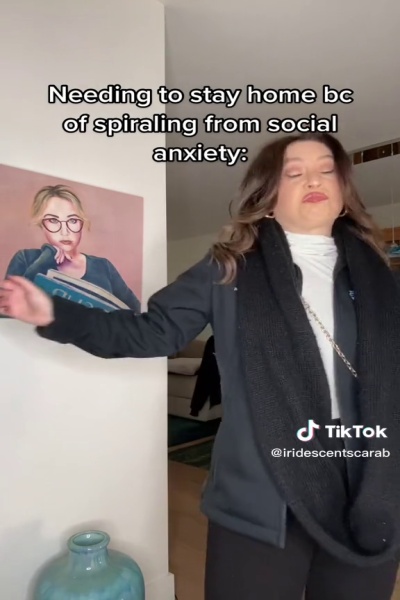 Needing to stay home bc
of spiraling from social
anxiety:
TikTok
@iridescentscarab